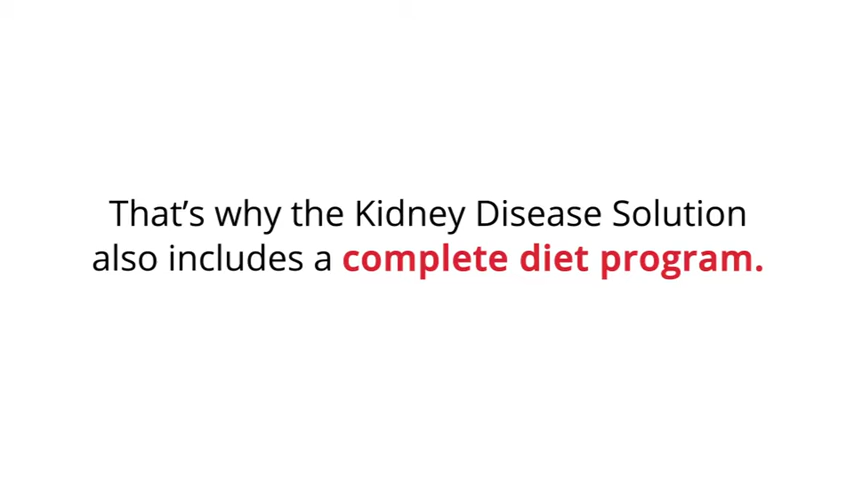 That’s why the Kidney Disease Solution
also includes a complete diet program.